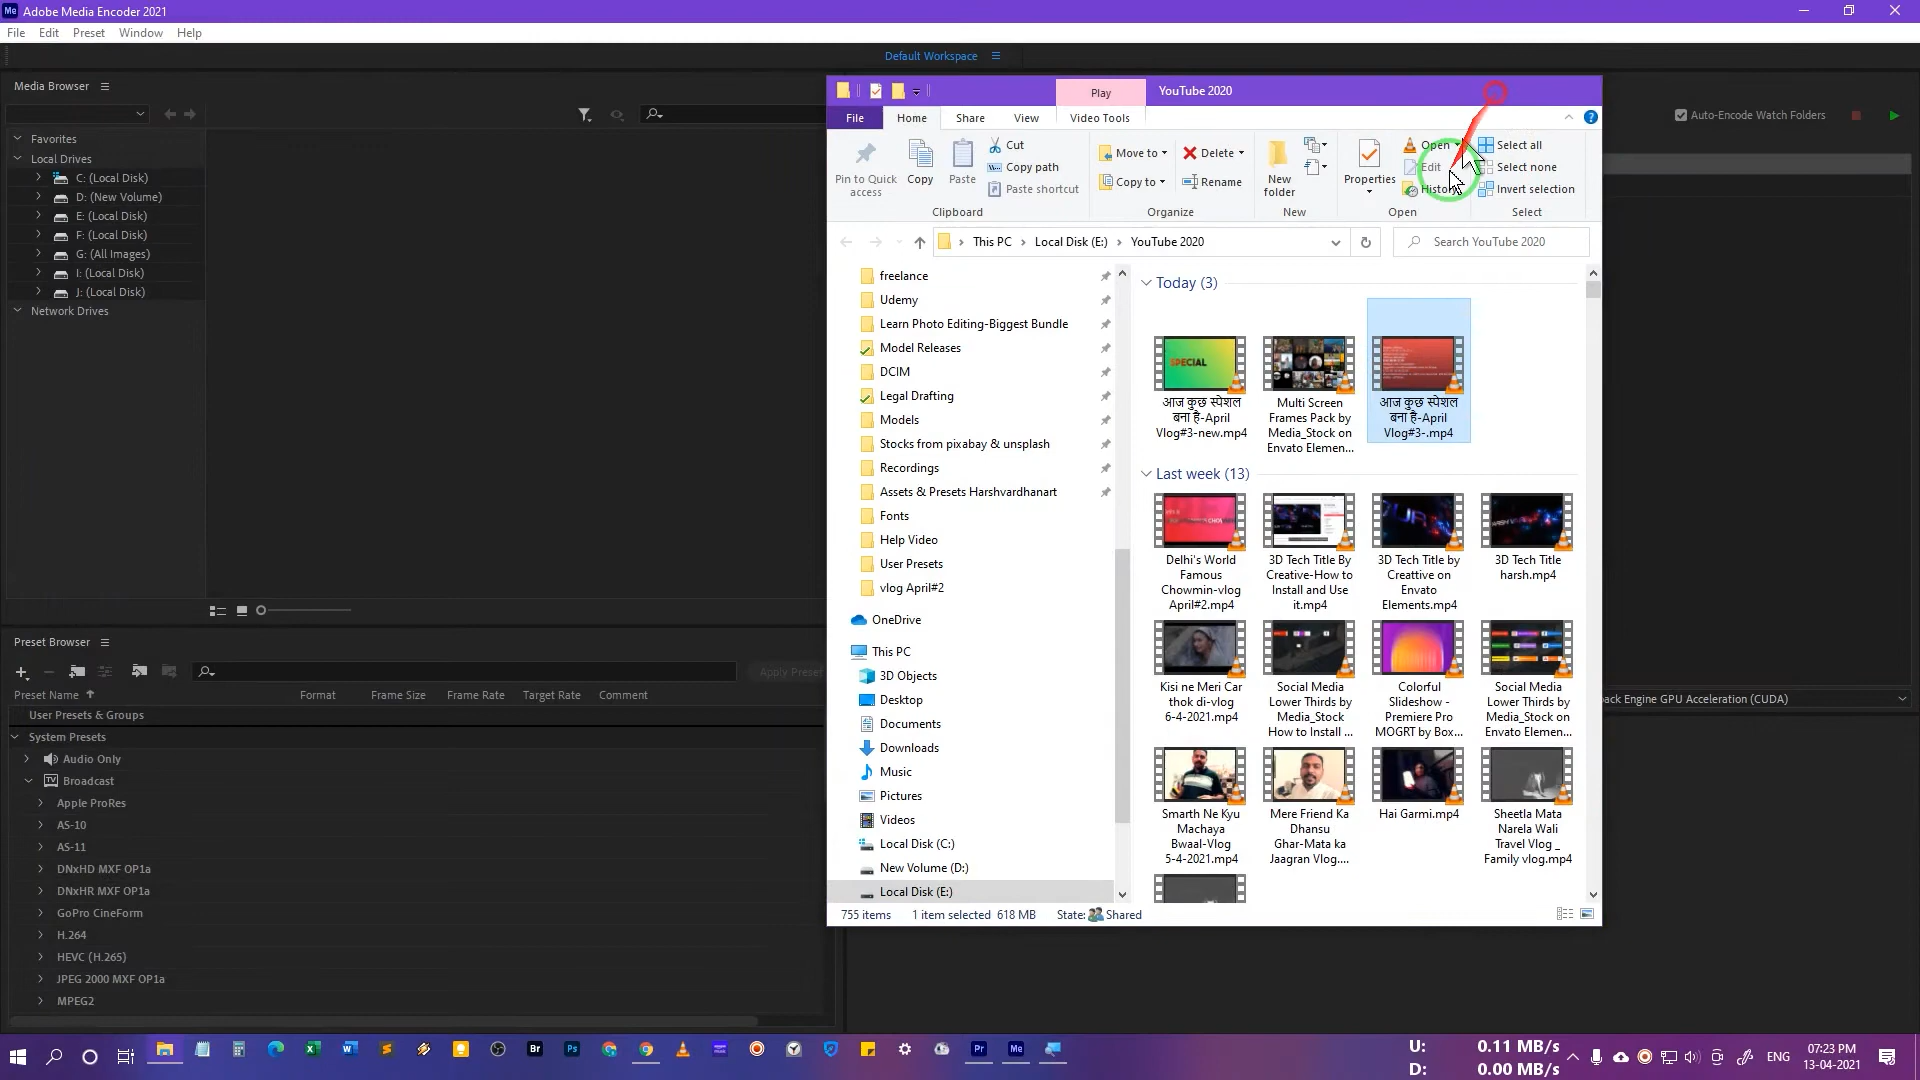 Me Adobe Media Encoder 2021
File Edit Preset Window Help
Default Workspace
Media Browser
Auto-Encode Watch Folders
Favorites
Local Drives
C: (Local Disk)
D: (New Volume)
E: (Local Disk)
F: (Local Disk)
G: (All Images)
I: (Local Disk)
J: (Local Disk)
Network Drives
Preset Browser
Apply Preset
Preset Name Format Frame Size Frame Rate Target Rate Comment
User Presets & Groups
System Presets
Audio Only
Broadcast
Apple ProRes
AS-10
AS-11
DNxHD MXF OP1a
DNxHR MXF OP1a
GoPro CineForm
H.264
HEVC (H.265)
JPEG 2000 MXF OP1a
MPEG2
Play YouTube 2020
File Home Share View Video Tools
Pin to Quick access
Copy
Paste
Cut
Copy path
Paste shortcut
Clipboard
Move to
Copy to
Delete
Rename
Organize
New folder
New
Properties
Open
Edit
History
Open
Select all
Select none
Invert selection
Select
This PC Local Disk (E:) YouTube 2020
Search YouTube 2020
freelance
Udemy
Learn Photo Editing-Biggest Bundle
Model Releases
DCIM
Legal Drafting
Models
Stocks from pixabay & unsplash
Recordings
Assets & Presets Harshvardhanart
Fonts
Help Video
User Presets
vlog April#2
OneDrive
This PC
3D Objects
Desktop
Documents
Downloads
Music
Pictures
Videos
Local Disk (C:)
New Volume (D:)
Local Disk (E:)
Today (3)
SPECIAL
आज कुछ स्पेशल
बना है-April
Vlog#3-new.mp4
Multi Screen
Frames Pack by
Media_Stock on
Envato Elemen...
आज कुछ स्पेशल
बना है-April
Vlog#3-.mp4
Last week (13)
Delhi's World
Famous
Chowmin-vlog
April#2.mp4
3D Tech Title By
Creative-How to
Install and Use
it.mp4
3D Tech Title by
Creattive on
Envato
Elements.mp4
3D Tech Title
harsh.mp4
Kisi ne Meri Car
thok di-vlog
6-4-2021.mp4
Social Media
Lower Thirds by
Media_Stock
How to Install ...
Colorful
Slideshow -
Premiere Pro
MOGRT by Box...
Social Media
Lower Thirds by
Media_Stock on
Envato Elemen...
Smarth Ne Kyu
Machaya
Bwaal-Vlog
5-4-2021.mp4
Mere Friend Ka
Dhansu
Ghar-Mata ka
Jaagran Vlog....
Hai Garmi.mp4
Sheetla Mata
Narela Wali
Travel Vlog _
Family vlog.mp4
755 items 1 item selected 618 MB State: Shared
Engine GPU Acceleration (CUDA)
Br Ps Pr Me
U: 0.11 MB/s
D: 0.00 MB/s
ENG
07:23 PM
13-04-2021